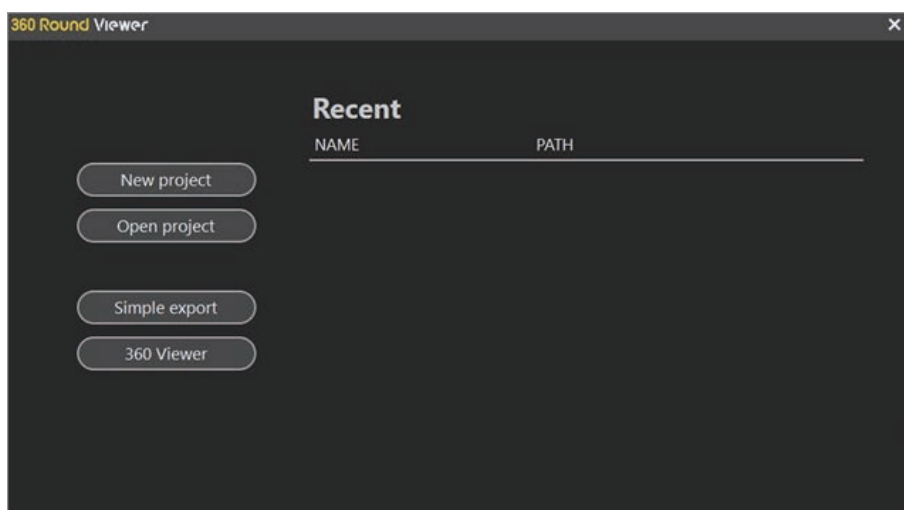 360 Round Viewer
Recent
NAME PATH
New project
Open project
Simple export
360 Viewer